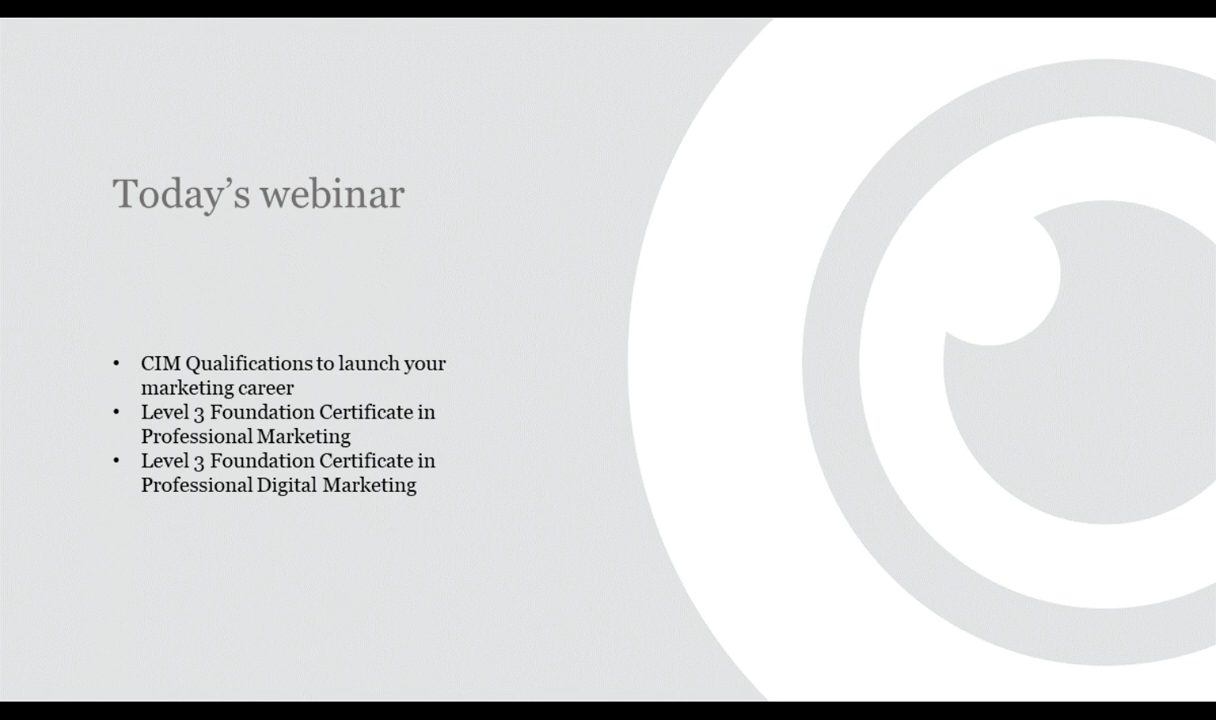 Today’s webinar
• CIM Qualifications to launch your
marketing career
• Level 3 Foundation Certificate in
Professional Marketing
• Level 3 Foundation Certificate in
Professional Digital Marketing